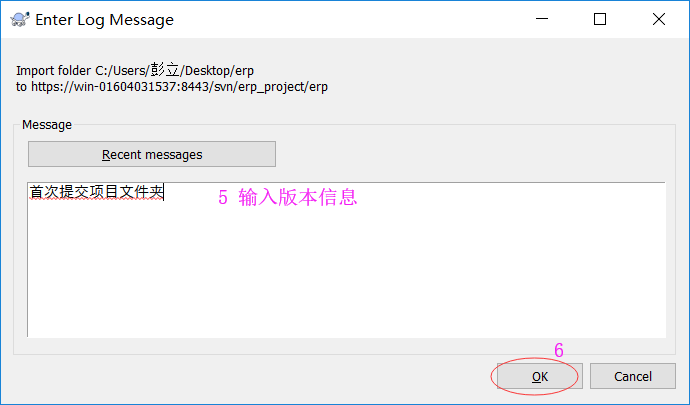 Enter Log Message
Import folder C:/Users/彭立/Desktop/erp
to https://win-01604031537:8443/svn/erp_project/erp
Message
Recent messages
首次提交项目文件夹
5 输入版本信息
6
OK
Cancel